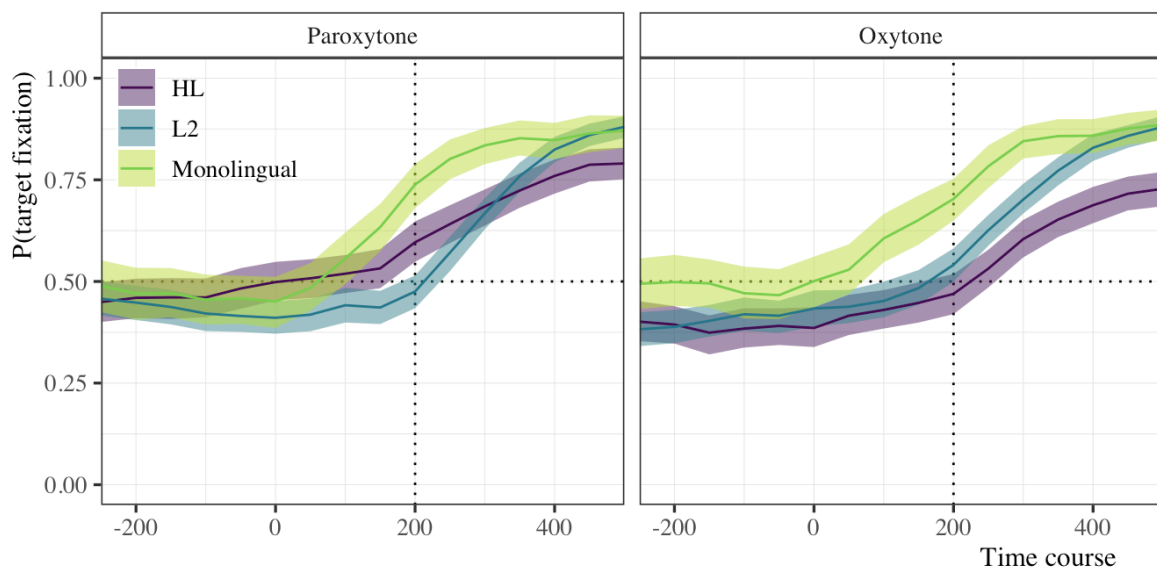 Paroxytone
Oxytone
P(target fixation)
1.00
0.75
0.50
0.25
0.00
HL
L2
Monolingual
-200
0
200
400
-200
0
200
400
Time course